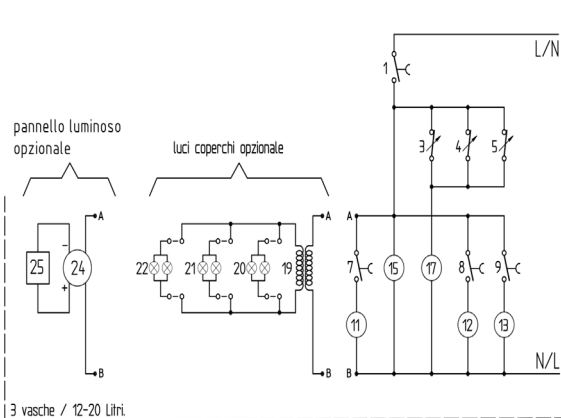 L/N
1
pannello luminoso
opzionale
luci coperchi opzionale
3 4 5
A A A
25 - + 24
22 21 20 19
7 15 17 8 9
11 12 13
B B B
N/L
3 vasche / 12-20 Litri.